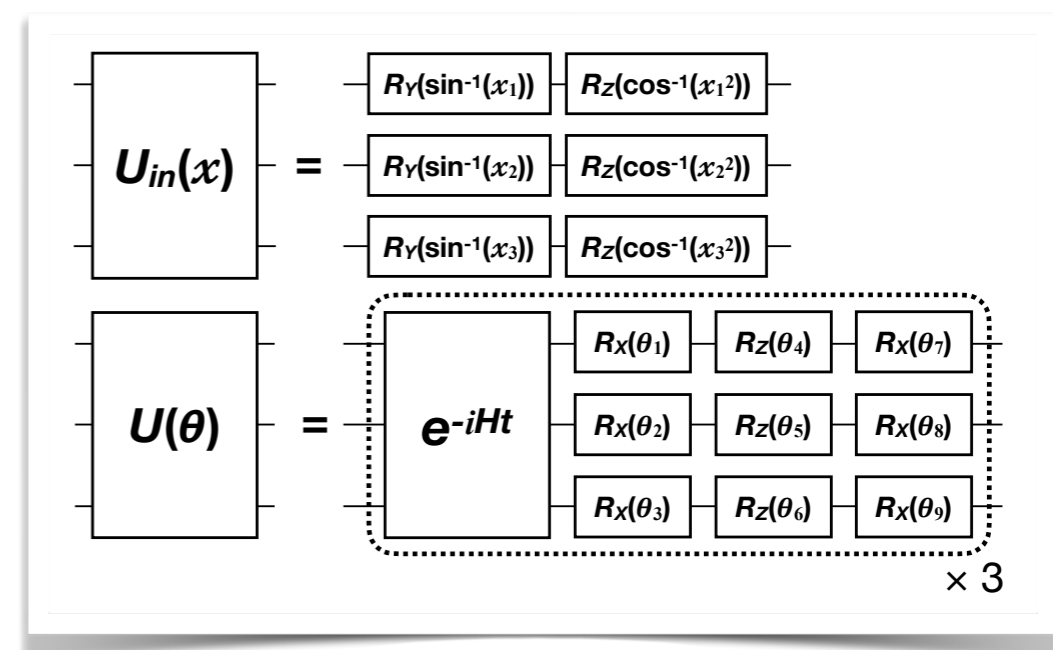 R_Y(sin⁻¹(x₁)) R_Z(cos⁻¹(x₁²))
U_in(x) = R_Y(sin⁻¹(x₂)) R_Z(cos⁻¹(x₂²))
R_Y(sin⁻¹(x₃)) R_Z(cos⁻¹(x₃²))
R_X(θ₁) R_Z(θ₄) R_X(θ₇)
U(θ) = e^{-iHt} R_X(θ₂) R_Z(θ₅) R_X(θ₈)
R_X(θ₃) R_Z(θ₆) R_X(θ₉)
× 3